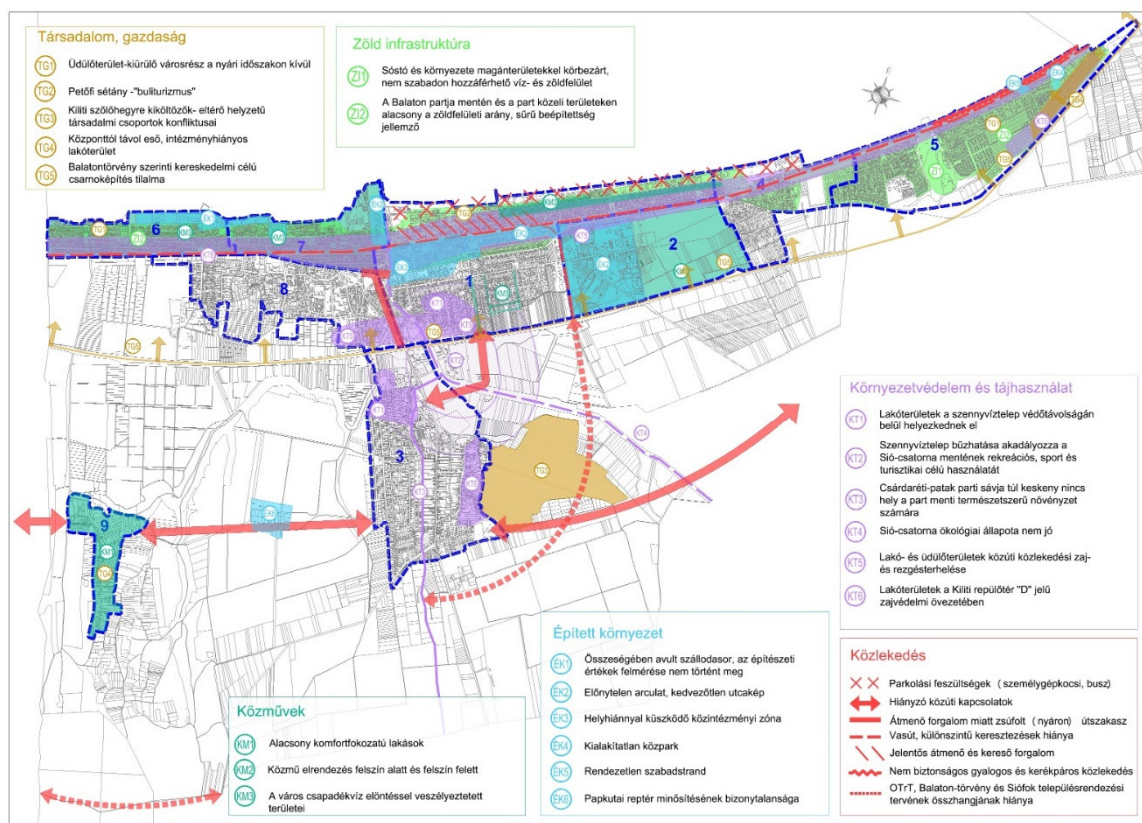 Társadalom, gazdaság
TG1 Üdülőterület-kiürülő városrész a nyári időszakon kívül
TG2 Petőfi sétány -"buliturizmus"
TG3 Kiliti szőlőhegyre kiköltözők- eltérő helyzetű
társadalmi csoportok konfliktusai
TG4 Központtól távol eső, intézményhiányos
lakóterület
TG5 Balatontörvény szerinti kereskedelmi célú
csarnoképítés tilalma
Zöld infrastruktúra
ZI1 Sóstó és környezete magánterületekkel körbezárt,
nem szabadon hozzáférhető víz- és zöldfelület
ZI2 A Balaton partja mentén és a part közeli területeken
alacsony a zöldfelületi arány, sűrű beépítettség
jellemző
1
2
3
4
5
6
7
8
9
Környezetvédelem és tájhasználat
KT1 Lakóterületek a szennyvíztelep védőtávolságán
belül helyezkednek el
KT2 Szennyvíztelep bűzhatása akadályozza a
Sió-csatorna mentének rekreációs, sport és
turisztikai célú használatát
KT3 Csárdaréti-patak parti sávja túl keskeny nincs
hely a part menti természetszerű növényzet
számára
KT4 Sió-csatorna ökológiai állapota nem jó
KT5 Lakó- és üdülőterületek közúti közlekedési zaj-
és rezgésterhelése
KT6 Lakóterületek a Kiliti repülőtér "D" jelű
zajvédelmi övezetében
Épített környezet
ÉK1 Összeségében avult szállodasor, az építészeti
értékek felmérése nem történt meg
ÉK2 Előnytelen arculat, kedvezőtlen utcakép
ÉK3 Helyhiánnyal küszködő közintézményi zóna
ÉK4 Kialakítatlan közpark
ÉK5 Rendezetlen szabadstrand
ÉK6 Papkutai reptér minősítésének bizonytalansága
Közművek
KM1 Alacsony komfortfokozatú lakások
KM2 Közmű elrendezés felszín alatt és felszín felett
KM3 A város csapadékvíz elöntéssel veszélyeztetett
területei
Közlekedés
Parkolási feszültségek ( személygépkocsi, busz)
Hiányzó közúti kapcsolatok
Átmenő forgalom miatt zsúfolt ( nyáron) útszakasz
Vasút, különszintű keresztezések hiánya
Jelentős átmenő és kereső forgalom
Nem biztonságos gyalogos és kerékpáros közlekedés
OTrT, Balaton-törvény és Siófok településrendezési
tervének összhangjának hiánya